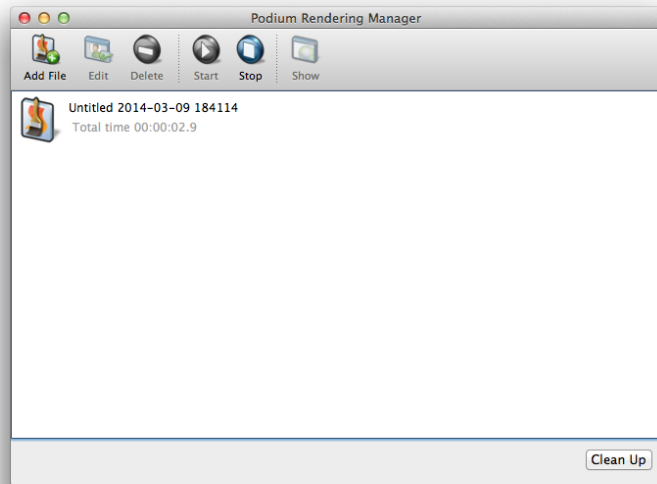 Podium Rendering Manager
Add File Edit Delete Start Stop Show
Untitled 2014-03-09 184114
Total time 00:00:02.9
Clean Up